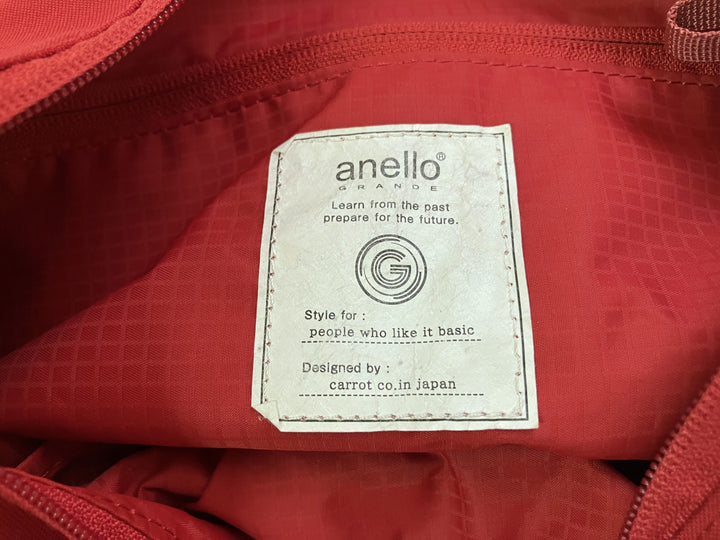 anello®
GRANDE
Learn from the past
prepare for the future.
G
Style for :
people who like it basic
Designed by :
carrot co.in japan